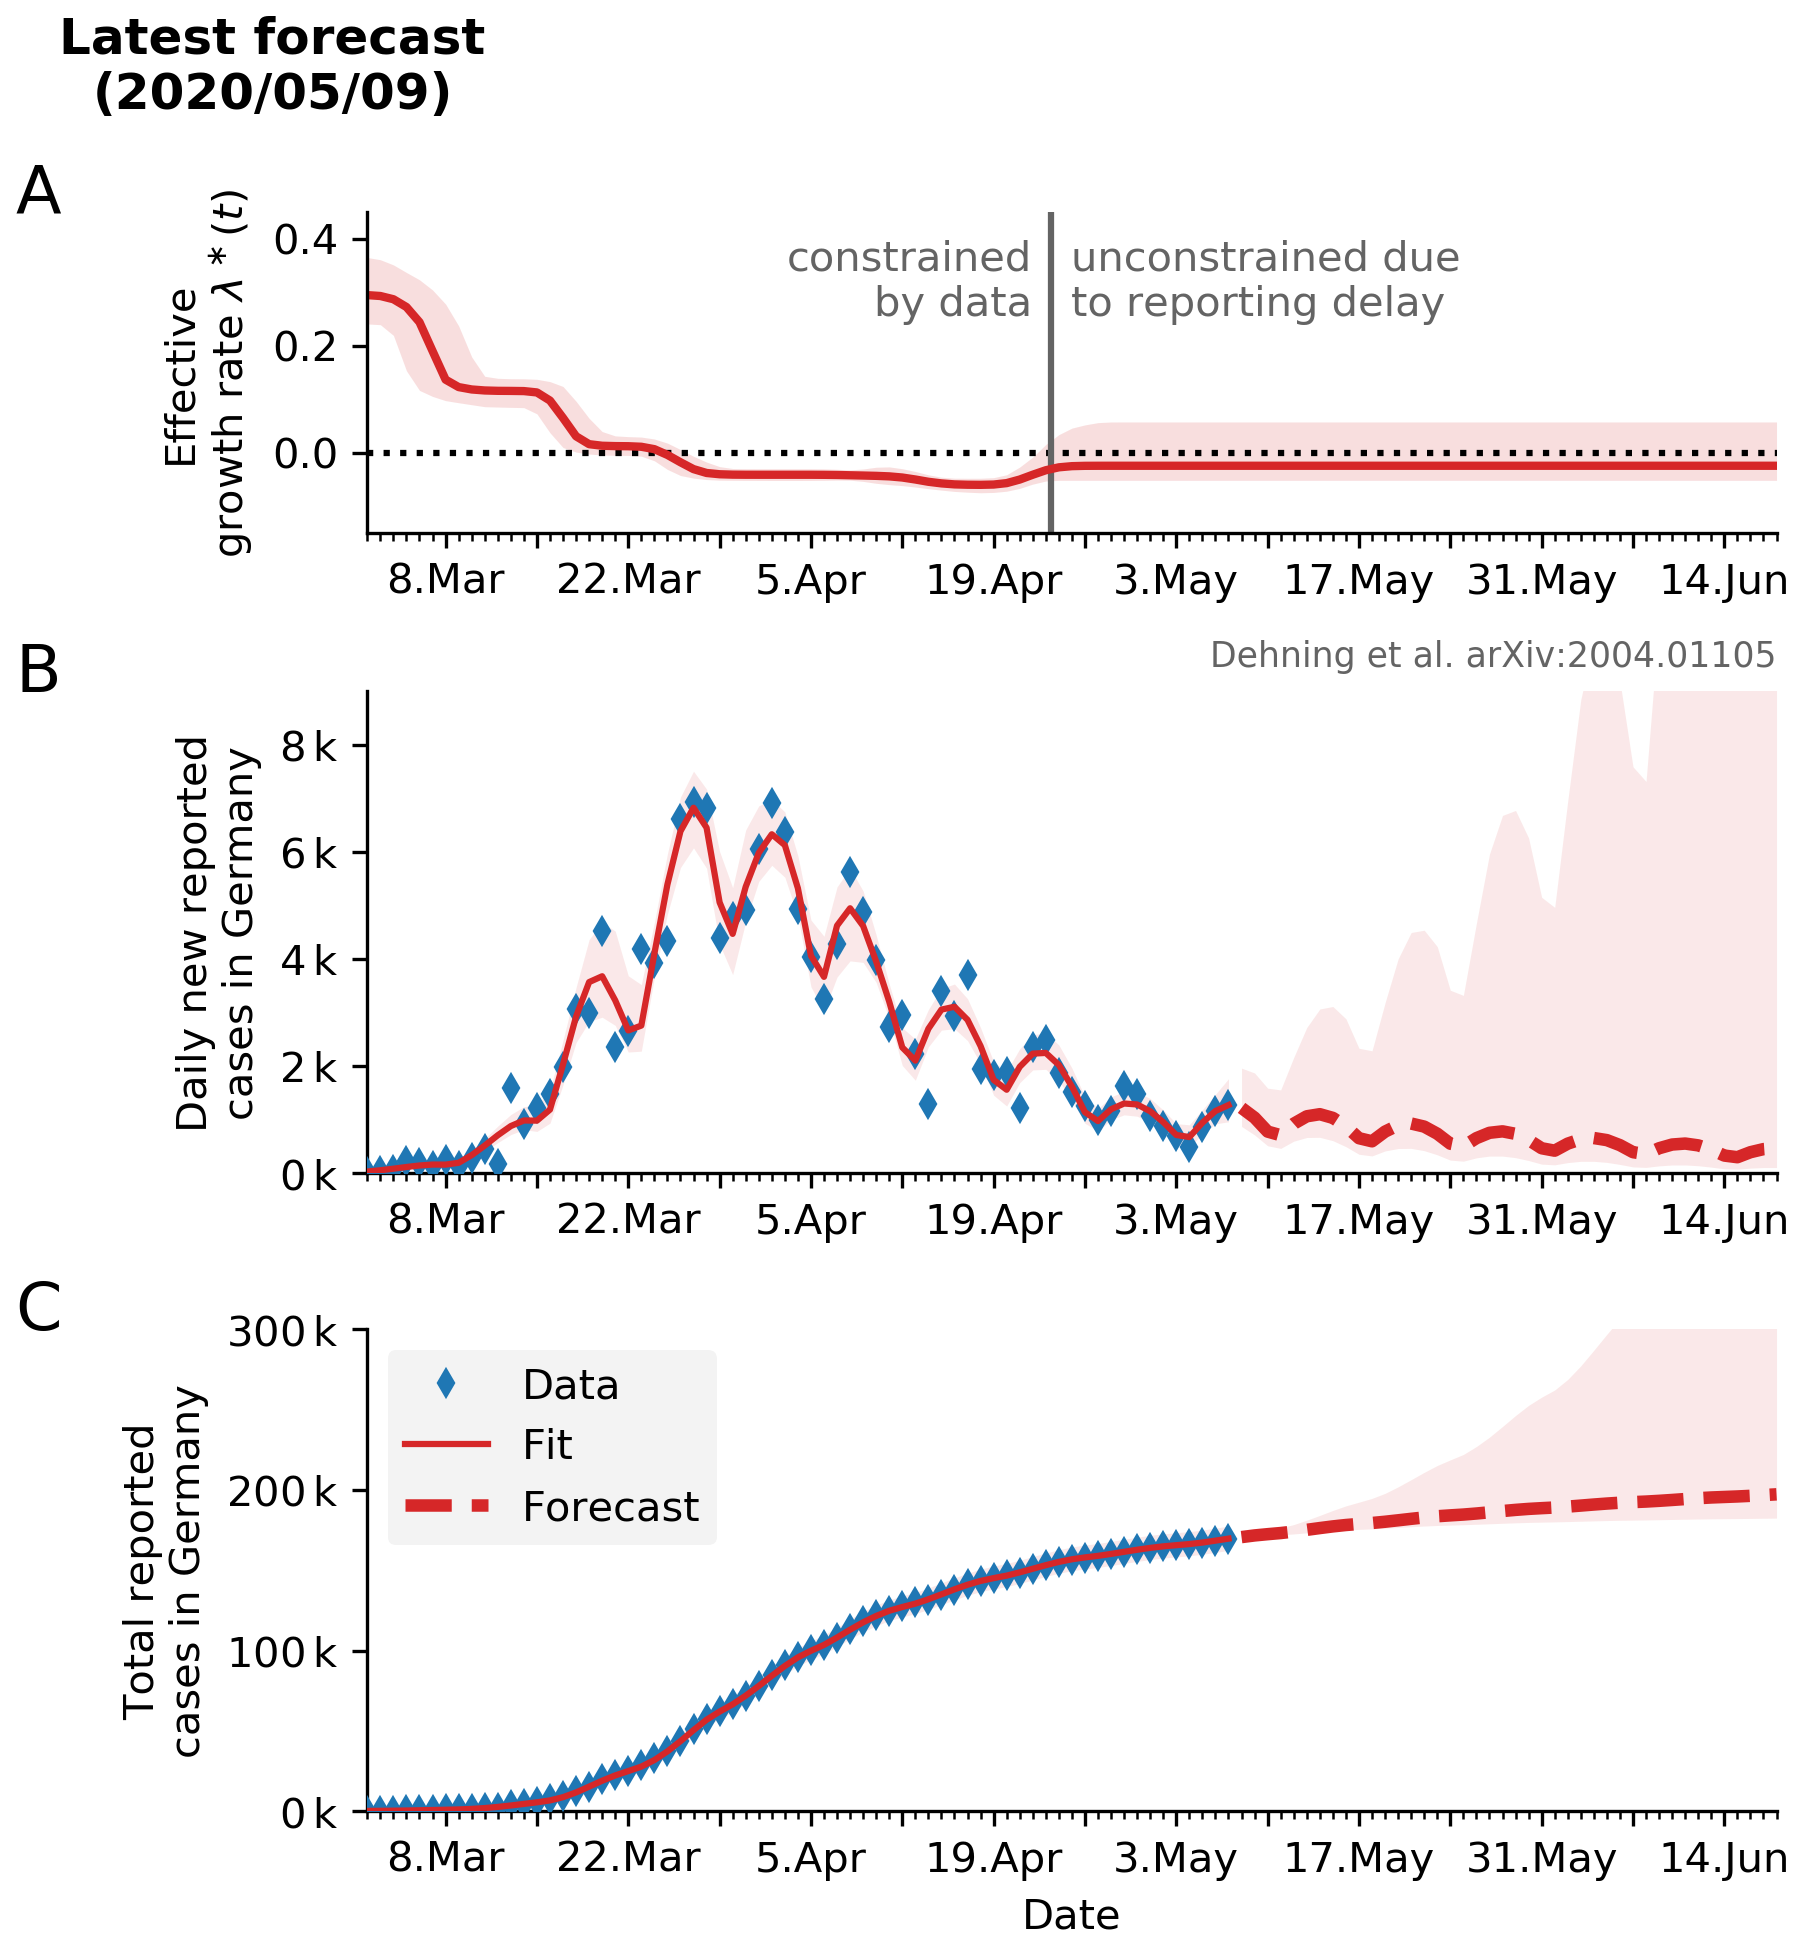 Latest forecast
(2020/05/09)
A
Effective
growth rate λ*(t)
0.4
0.2
0.0
constrained
by data
unconstrained due
to reporting delay
8.Mar 22.Mar 5.Apr 19.Apr 3.May 17.May 31.May 14.Jun
B
Dehning et al. arXiv:2004.01105
Daily new reported
cases in Germany
8 k
6 k
4 k
2 k
0 k
8.Mar 22.Mar 5.Apr 19.Apr 3.May 17.May 31.May 14.Jun
C
Total reported
cases in Germany
300 k
200 k
100 k
0 k
Data
Fit
Forecast
8.Mar 22.Mar 5.Apr 19.Apr 3.May 17.May 31.May 14.Jun
Date